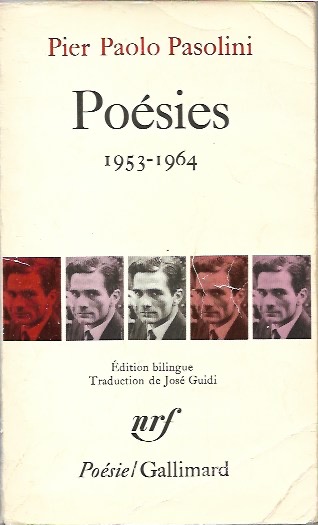 Pier Paolo Pasolini
Poésies
1953-1964
Édition bilingue
Traduction de José Guidi
nrf
Poésie/Gallimard